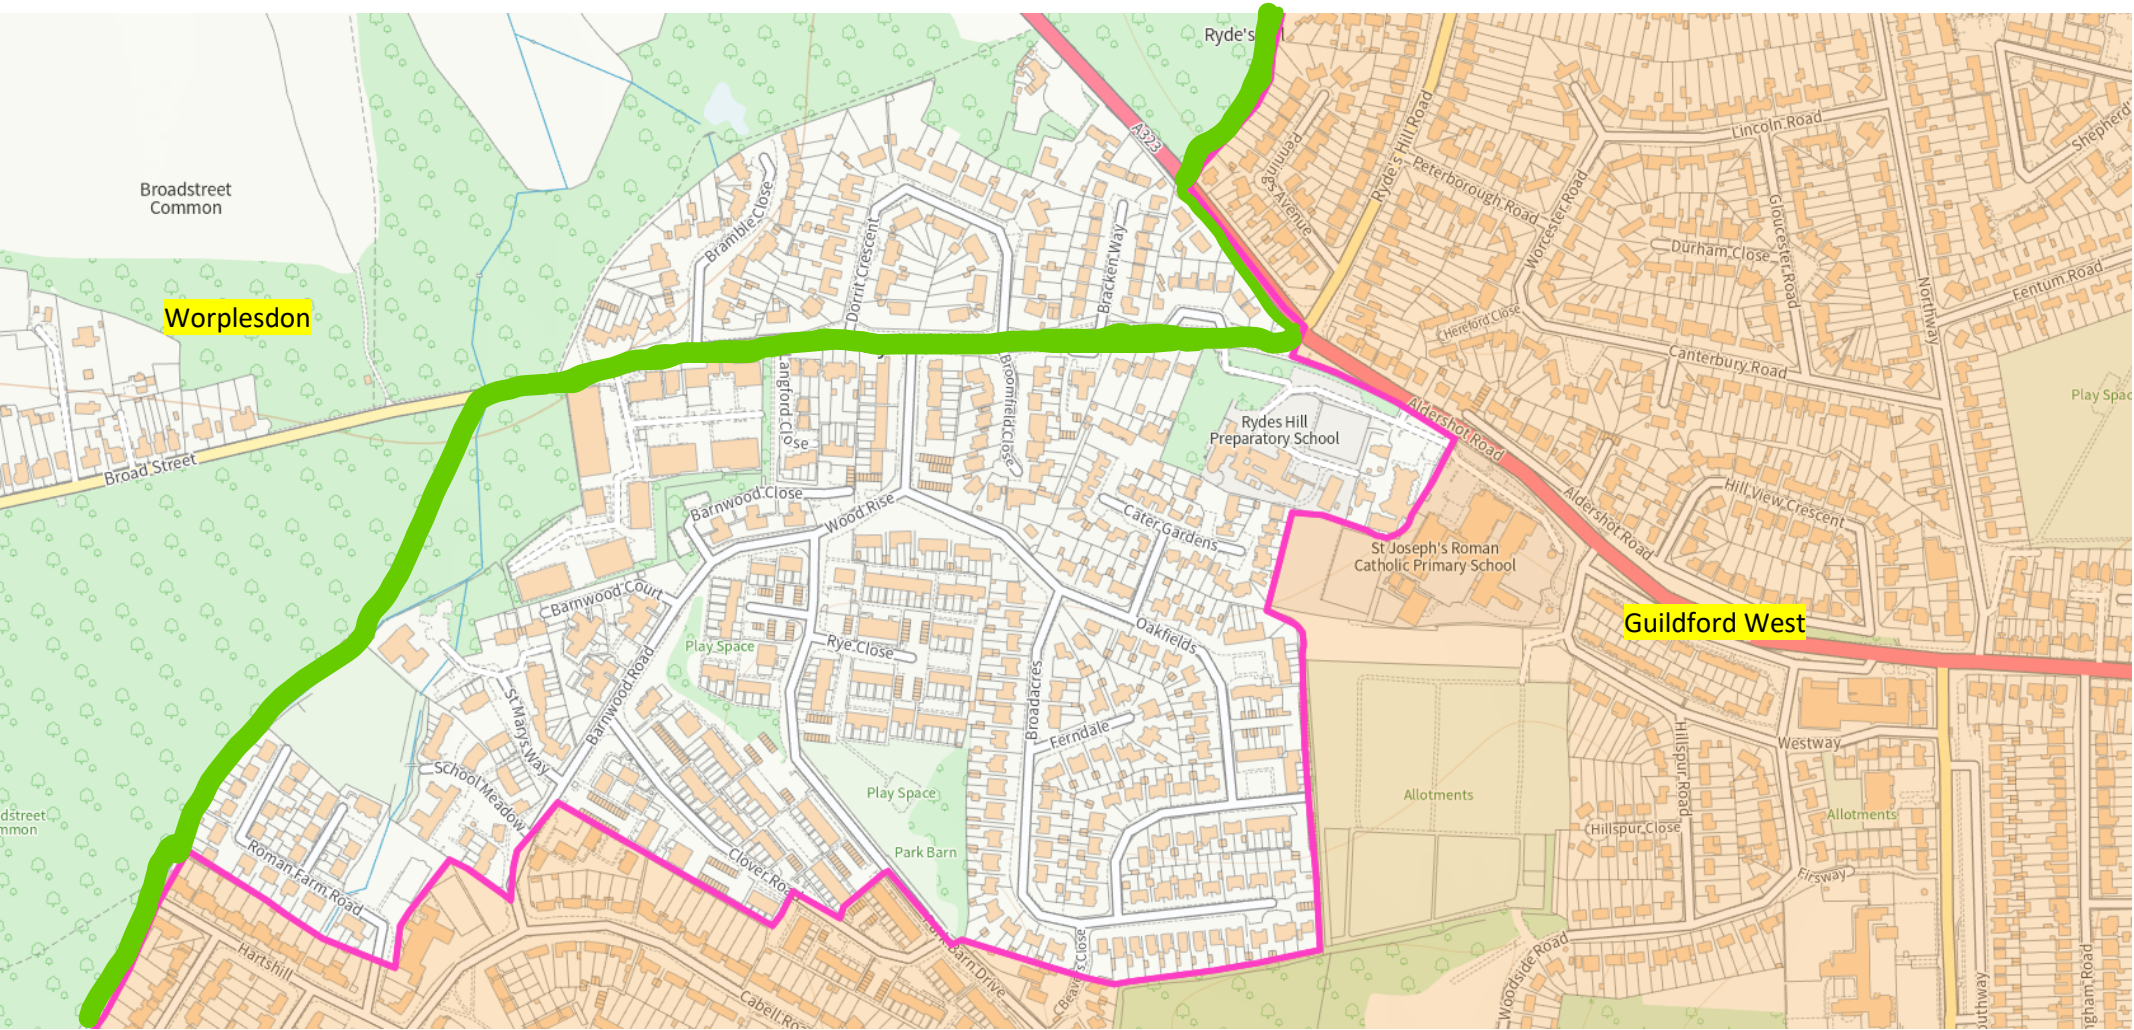 Ryde's
A323
Ryde's Hill Road
Lincoln Road
Shepherd's
Broadstreet
Common
Bramble Close
Dorrit Crescent
Bracken Way
Avenue
Peterborough Road
Worcester Road
Gloucester Road
Durham Close
Northway
Fentum Road
Worplesdon
Hereford Close
Canterbury Road
Broomfield Close
Rydes Hill
Preparatory School
Aldershot Road
Broad Street
Barnwood Close
Wood Rise
Cater Gardens
Aldershot Road
Hill View Crescent
St Joseph's Roman
Catholic Primary School
Barnwood Court
Guildford West
Oakfields
Play Space
Rye Close
Barnwood Road
St Marys Way
Broadacres
Ferndale
Hillspur Road
Westway
School Meadow
Play Space
Allotments
Allotments
Hillspur Close
Roman Farm Road
Park Barn
Clover Road
Firsway
Hartshill
Park Barn Drive
Woodside Road
Cabell Road